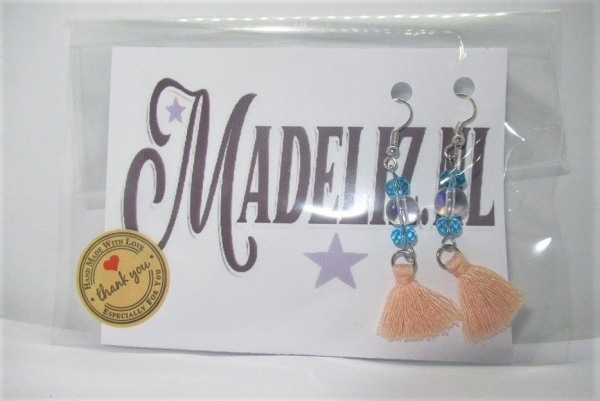 MADELIZ.NL
HAND MADE WITH LOVE
thank you
ESPECIALLY FOR YOU